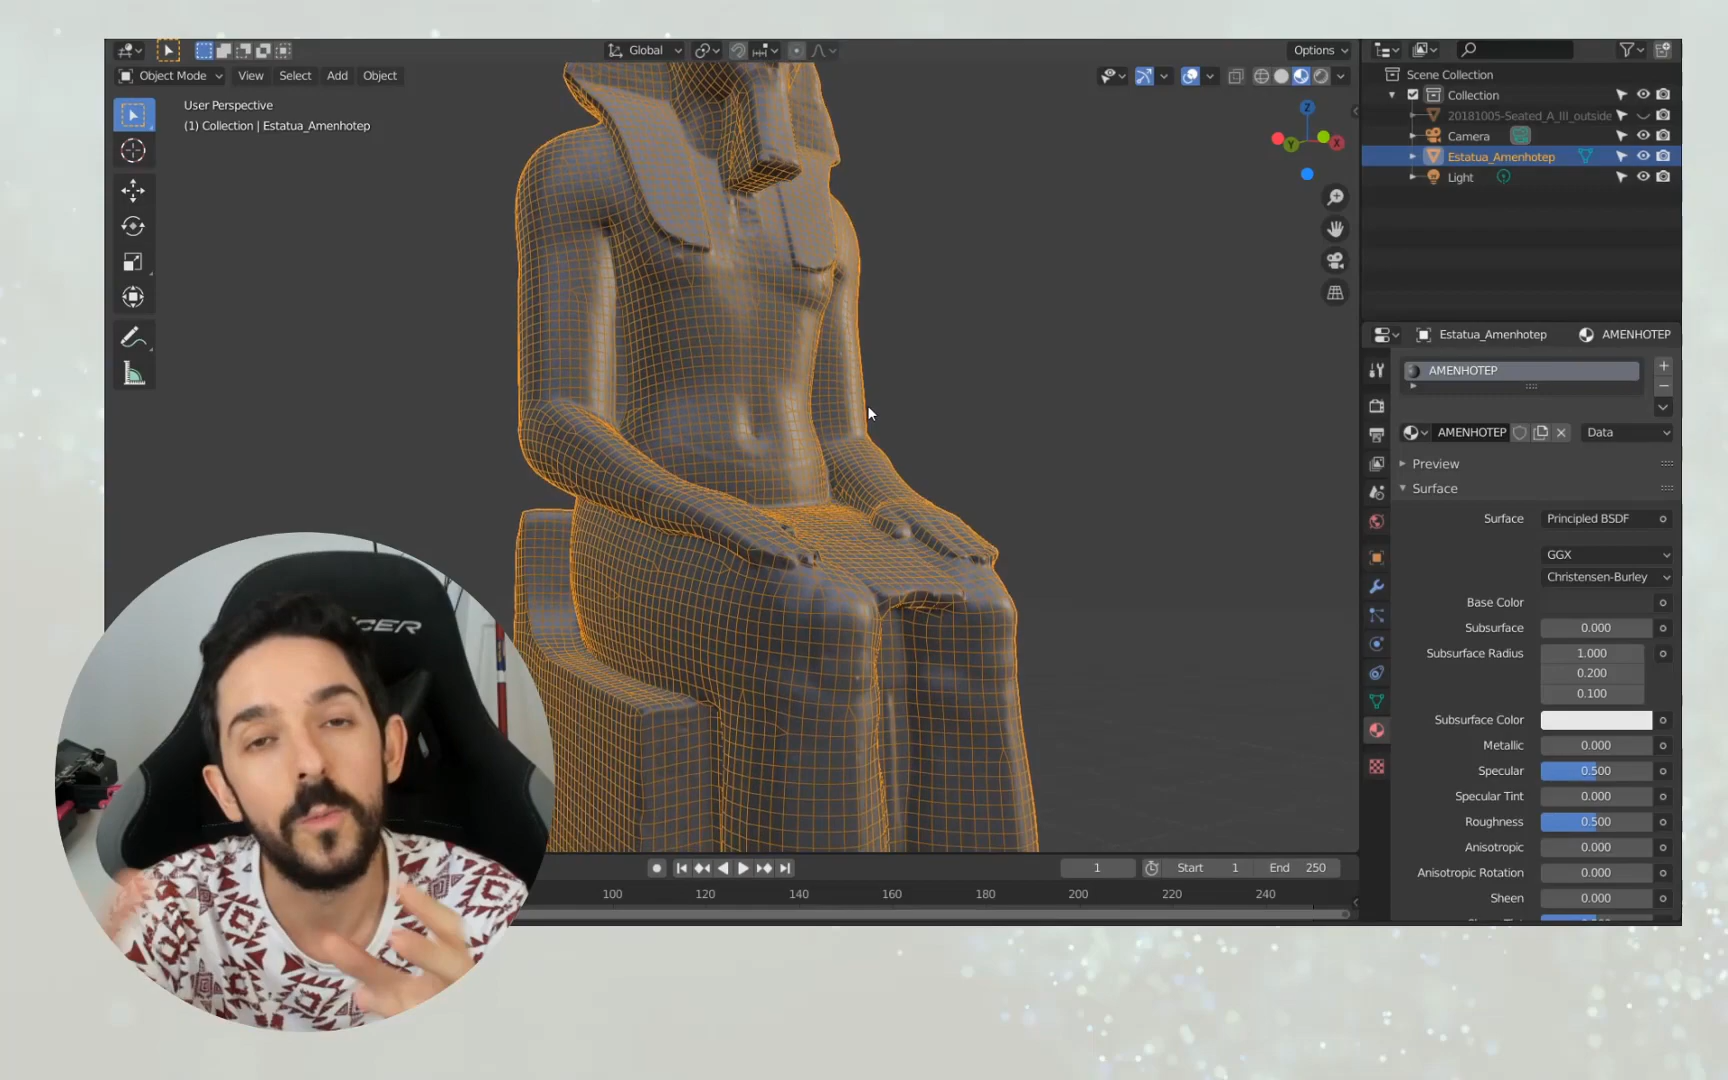 Global
Options
Object Mode View Select Add Object
User Perspective
(1) Collection | Estatua_Amenhotep
Scene Collection
Collection
20181005-Seated_A_III_outside
Camera
Estatua_Amenhotep
Light
Estatua_Amenhotep AMENHOTEP
AMENHOTEP
AMENHOTEP Data
Preview
Surface
Surface Principled BSDF
GGX
Christensen-Burley
Base Color
Subsurface 0.000
Subsurface Radius 1.000
0.200
0.100
Subsurface Color
Metallic 0.000
Specular 0.500
Specular Tint 0.000
Roughness 0.500
Anisotropic 0.000
Anisotropic Rotation 0.000
Sheen 0.000
Z
Y
X
1 Start 1 End 250
100 120 140 160 180 200 220 240